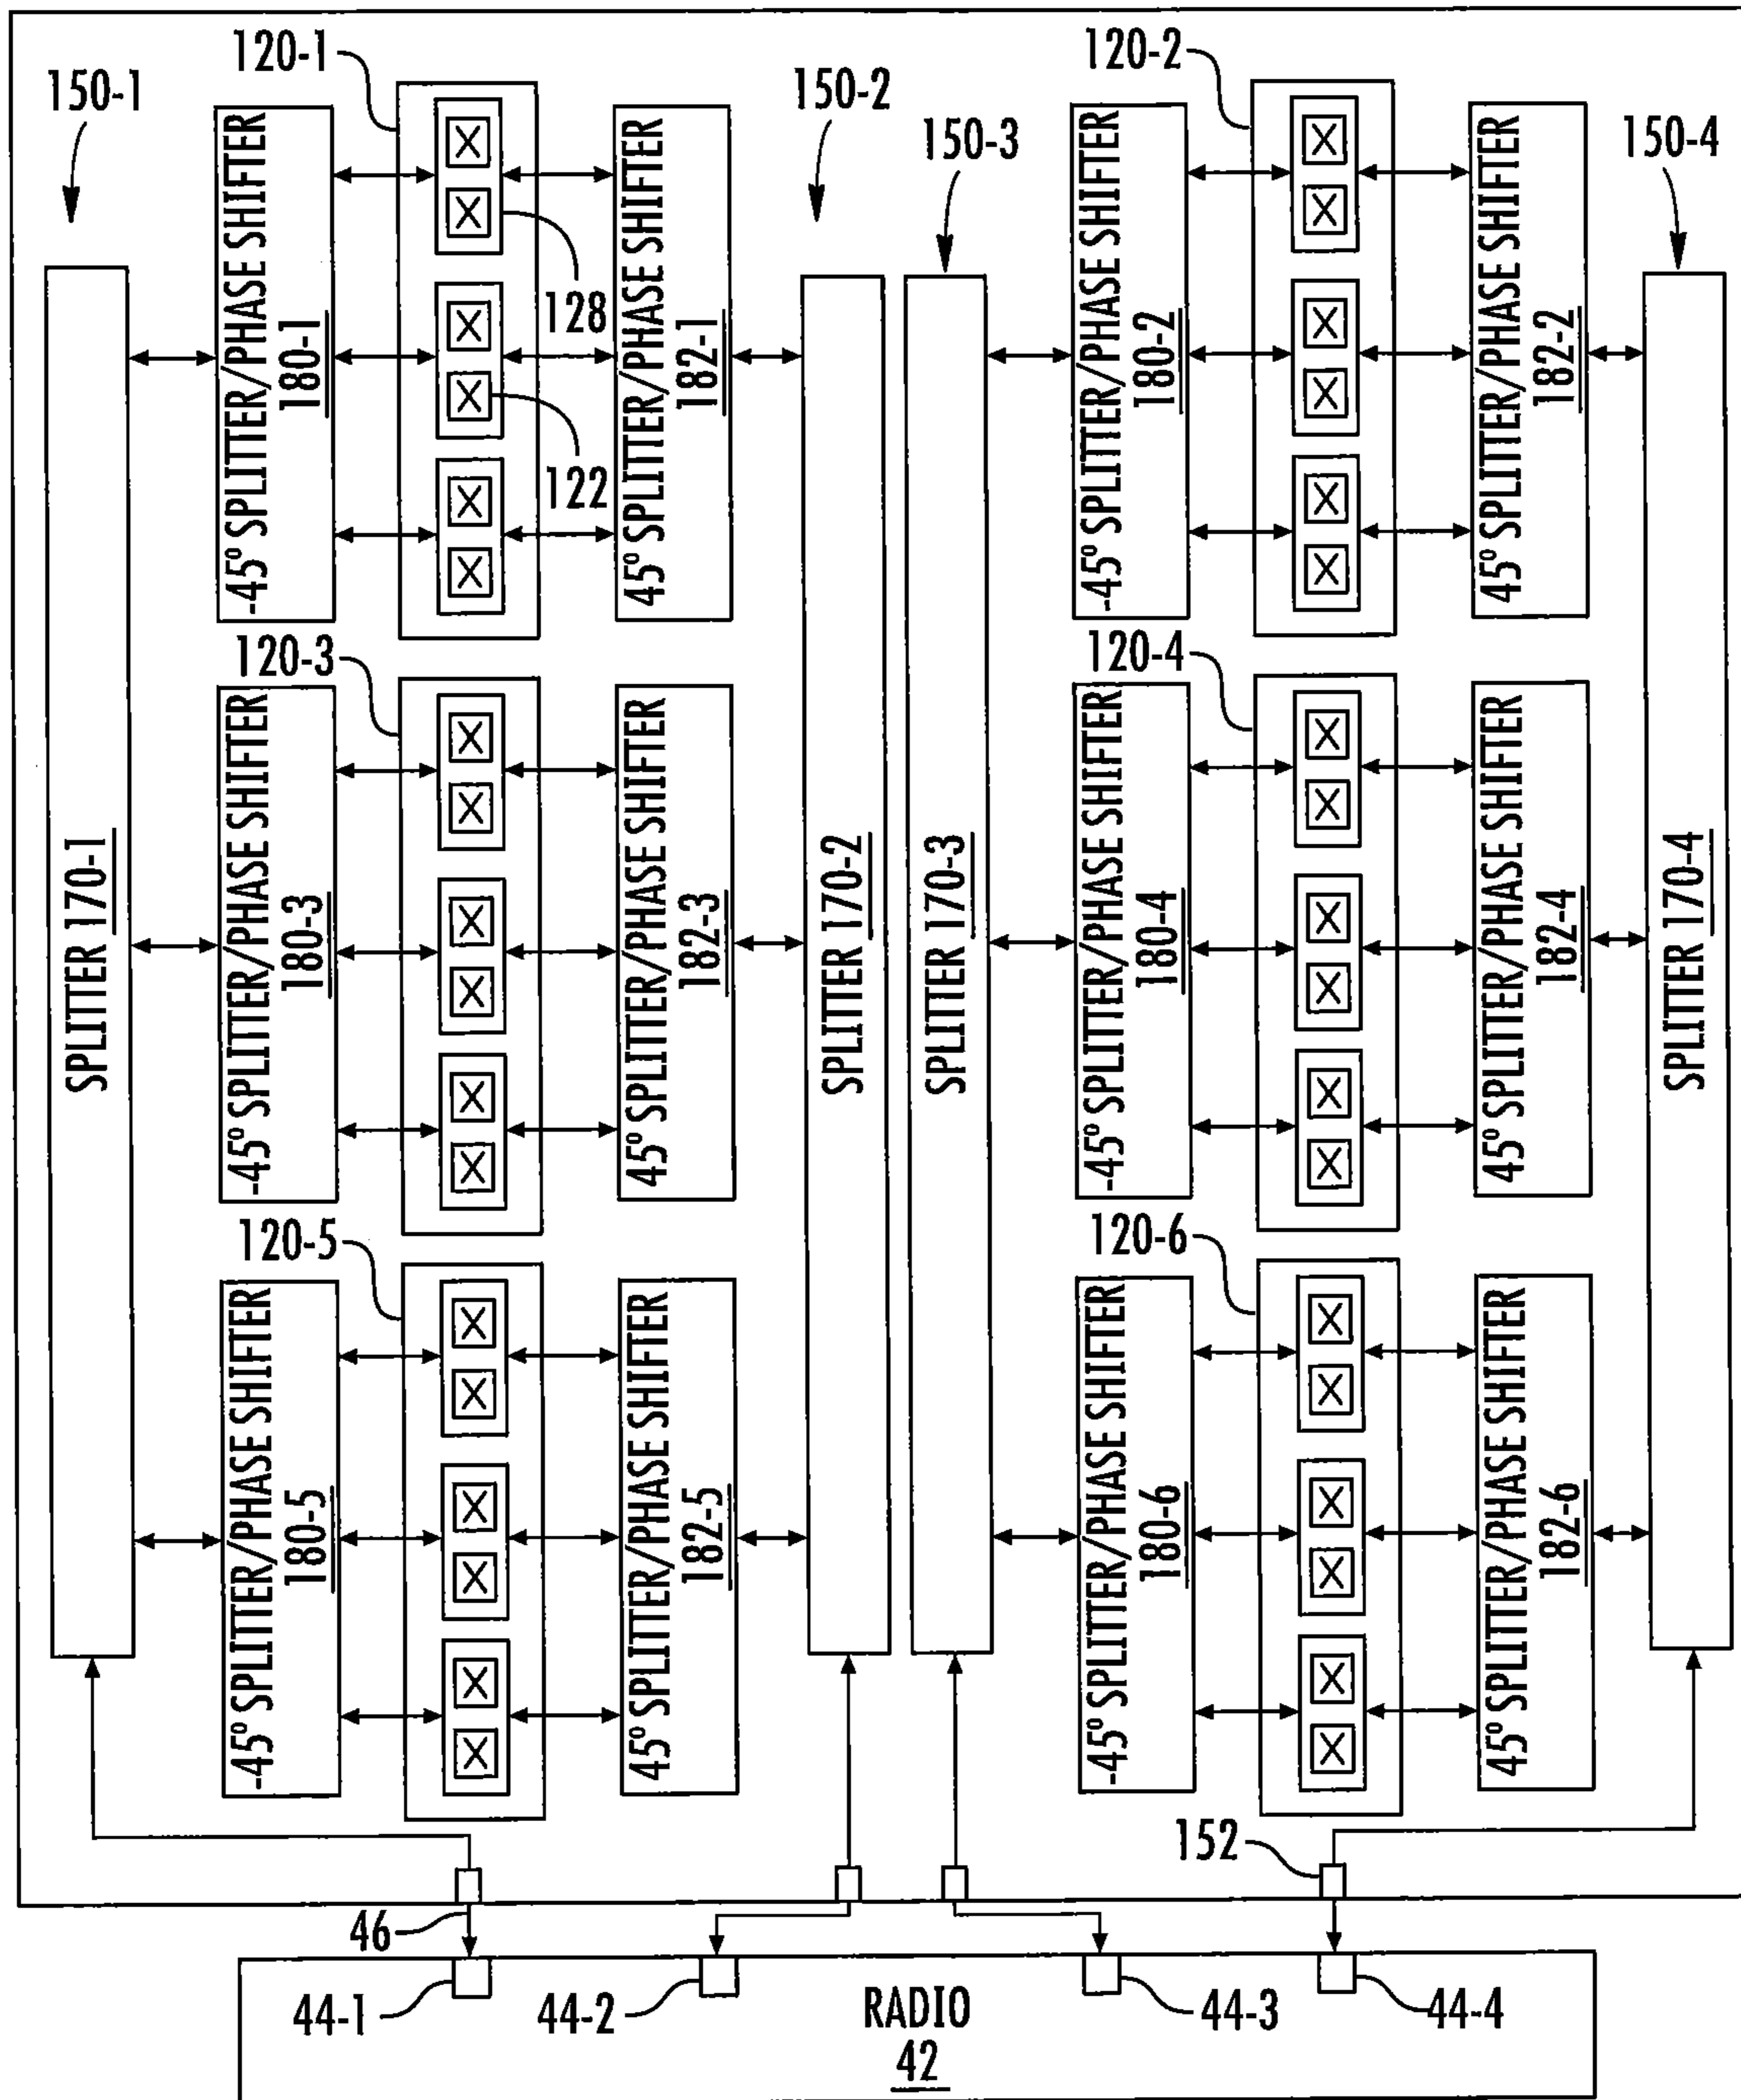 120-1
120-2
150-1
150-2
150-3
150-4
-45° SPLITTER/PHASE SHIFTER
180-1
128
122
45° SPLITTER/PHASE SHIFTER
182-1
-45° SPLITTER/PHASE SHIFTER
180-2
45° SPLITTER/PHASE SHIFTER
182-2
120-3
120-4
SPLITTER 170-1
-45° SPLITTER/PHASE SHIFTER
180-3
45° SPLITTER/PHASE SHIFTER
182-3
SPLITTER 170-2
SPLITTER 170-3
-45° SPLITTER/PHASE SHIFTER
180-4
45° SPLITTER/PHASE SHIFTER
182-4
SPLITTER 170-4
120-5
120-6
-45° SPLITTER/PHASE SHIFTER
180-5
45° SPLITTER/PHASE SHIFTER
182-5
-45° SPLITTER/PHASE SHIFTER
180-6
45° SPLITTER/PHASE SHIFTER
182-6
152
46
44-1
44-2
RADIO
42
44-3
44-4